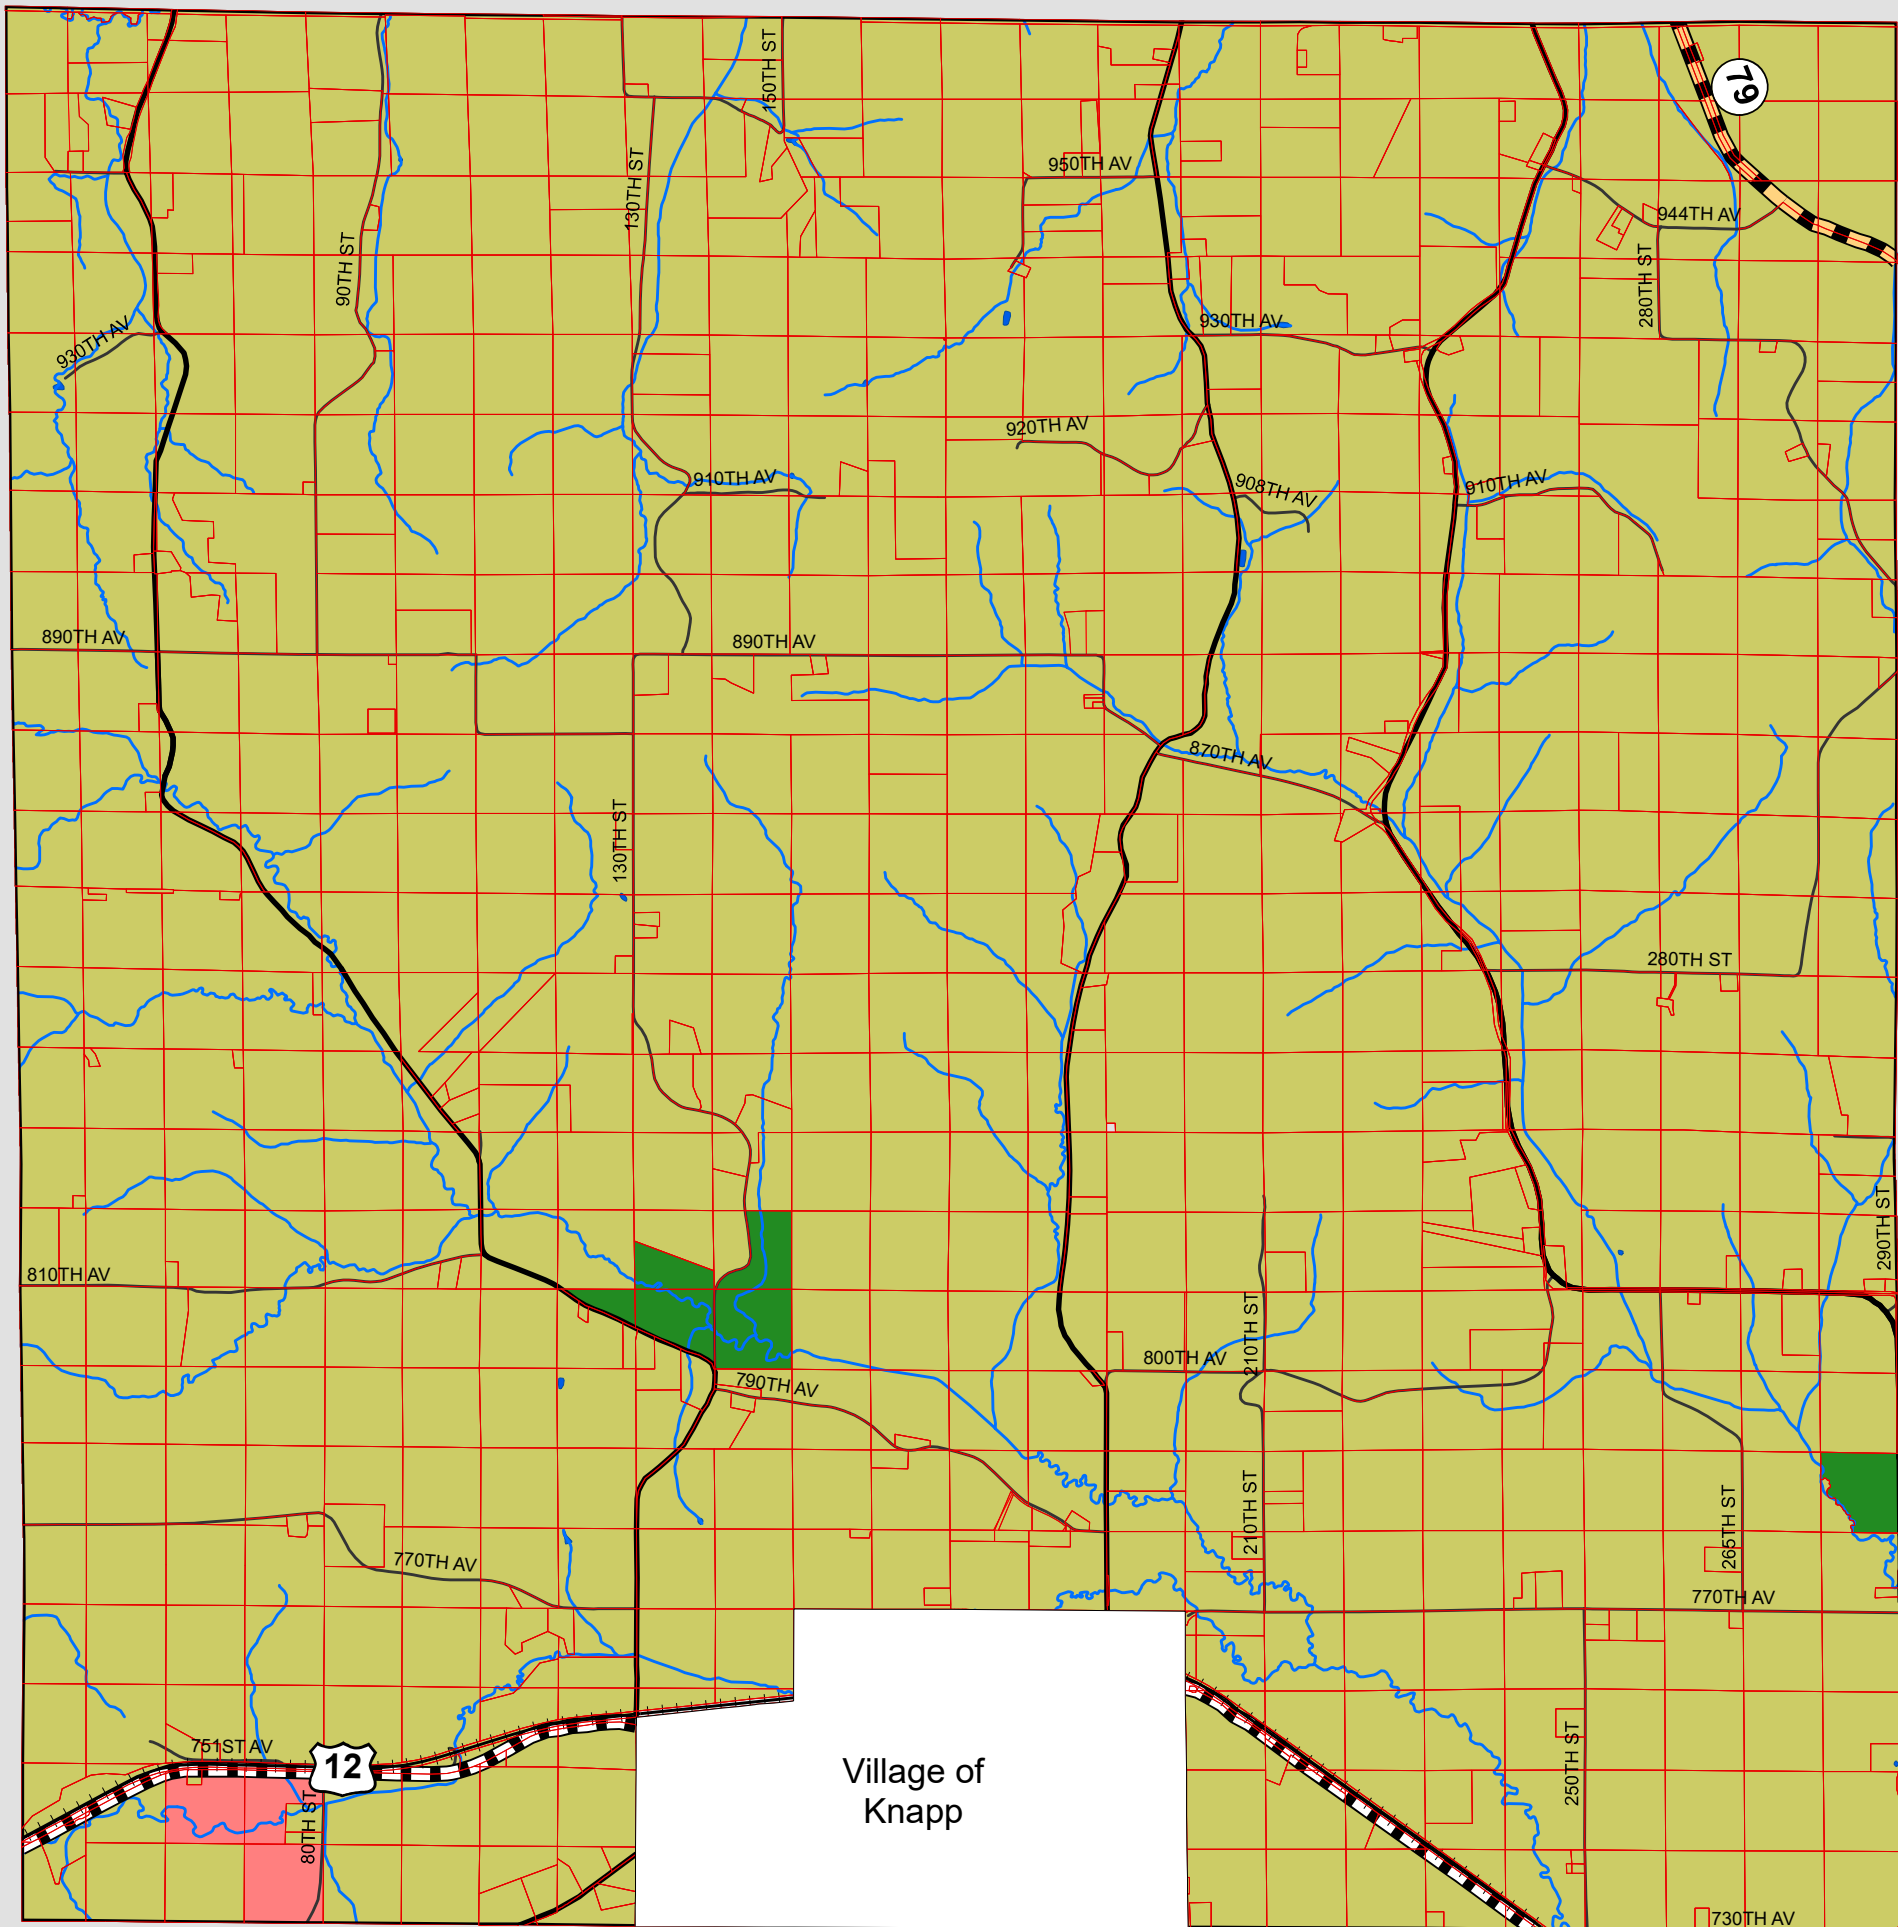 150TH ST
79
130TH ST
950TH AV
944TH AV
90TH ST
280TH ST
930TH AV
930TH AV
920TH AV
910TH AV
908TH AV
910TH AV
890TH AV
890TH AV
870TH AV
130TH ST
280TH ST
290TH ST
810TH AV
210TH ST
800TH AV
790TH AV
210TH ST
265TH ST
770TH AV
770TH AV
751ST AV
12
80TH ST
250TH ST
Village of
Knapp
730TH AV